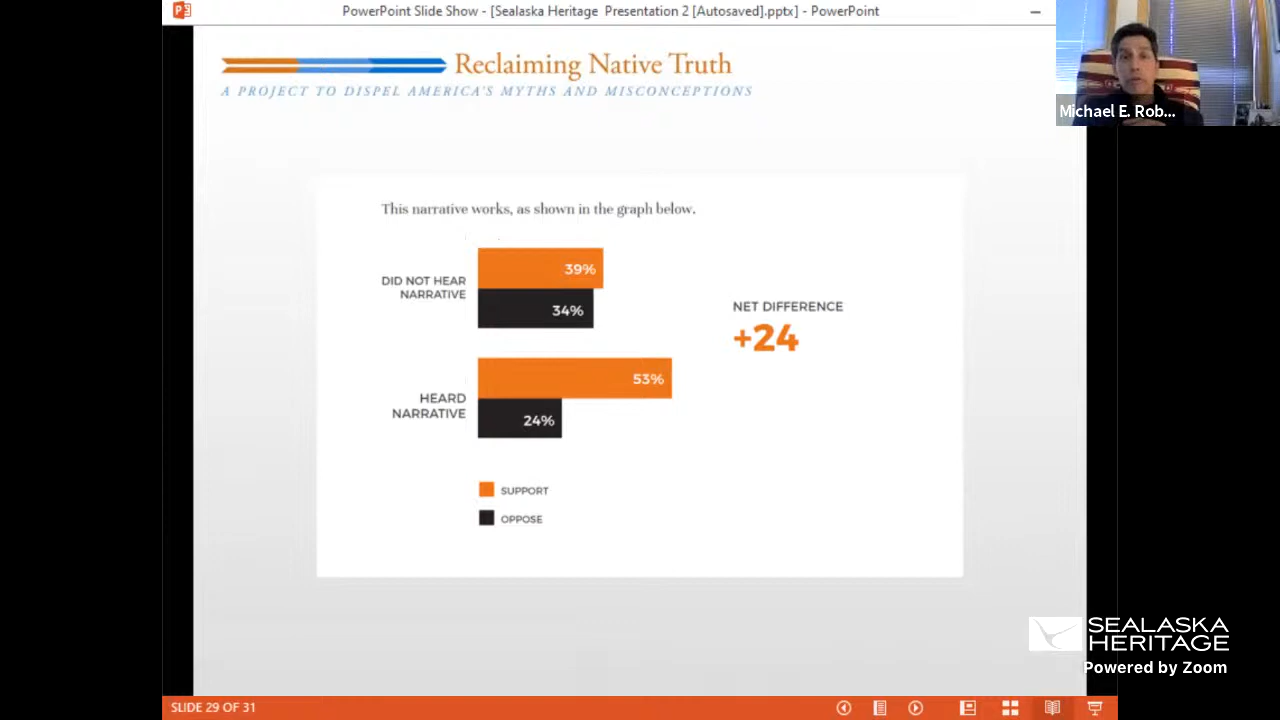 PowerPoint Slide Show - [Sealaska Heritage Presentation 2 [Autosaved].pptx] - PowerPoint
Michael E. Rob...
Reclaiming Native Truth
A PROJECT TO DISPEL AMERICA'S MYTHS AND MISCONCEPTIONS
This narrative works, as shown in the graph below.
DID NOT HEAR
NARRATIVE
39%
34%
NET DIFFERENCE
+24
HEARD
NARRATIVE
53%
24%
SUPPORT
OPPOSE
SEALASKA
HERITAGE
Powered by Zoom
SLIDE 29 OF 31